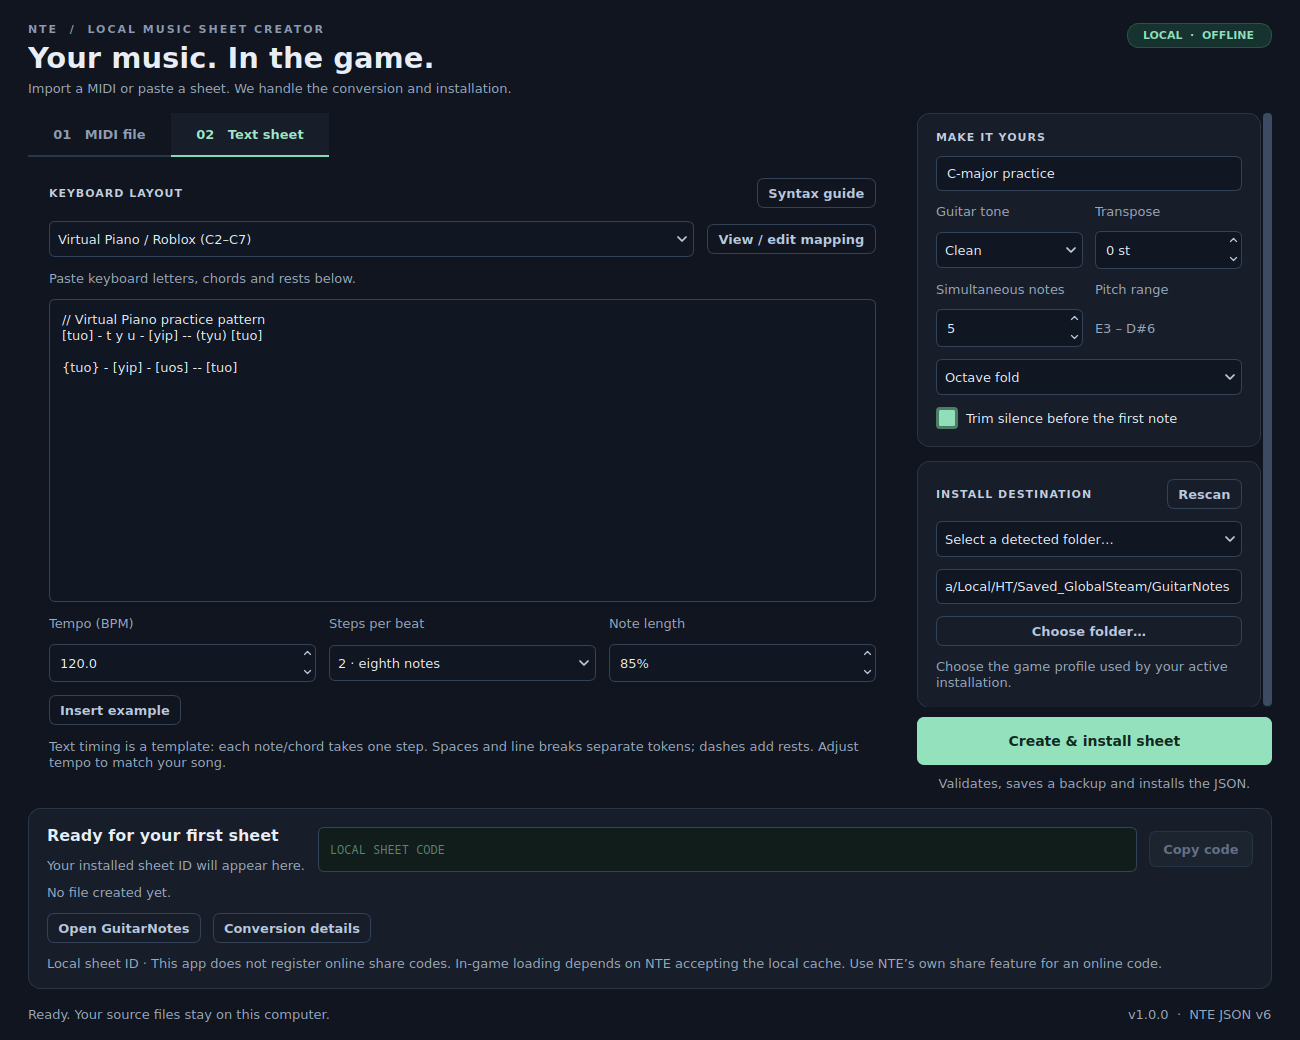 NTE / LOCAL MUSIC SHEET CREATOR
LOCAL · OFFLINE
Your music. In the game.
Import a MIDI or paste a sheet. We handle the conversion and installation.
01 MIDI file
02 Text sheet
KEYBOARD LAYOUT
Syntax guide
Virtual Piano / Roblox (C2–C7)
View / edit mapping
Paste keyboard letters, chords and rests below.
// Virtual Piano practice pattern
[tuo] - t y u - [yip] -- (tyu) [tuo]
{tuo} - [yip] - [uos] -- [tuo]
Tempo (BPM)
Steps per beat
Note length
120.0
2 · eighth notes
85%
Insert example
Text timing is a template: each note/chord takes one step. Spaces and line breaks separate tokens; dashes add rests. Adjust
tempo to match your song.
MAKE IT YOURS
C-major practice
Guitar tone
Transpose
Clean
0 st
Simultaneous notes
Pitch range
5
E3 – D#6
Octave fold
Trim silence before the first note
INSTALL DESTINATION
Rescan
Select a detected folder…
a/Local/HT/Saved_GlobalSteam/GuitarNotes
Choose folder…
Choose the game profile used by your active
installation.
Create & install sheet
Validates, saves a backup and installs the JSON.
Ready for your first sheet
Your installed sheet ID will appear here.
LOCAL SHEET CODE
Copy code
No file created yet.
Open GuitarNotes
Conversion details
Local sheet ID · This app does not register online share codes. In-game loading depends on NTE accepting the local cache. Use NTE’s own share feature for an online code.
Ready. Your source files stay on this computer.
v1.0.0 · NTE JSON v6